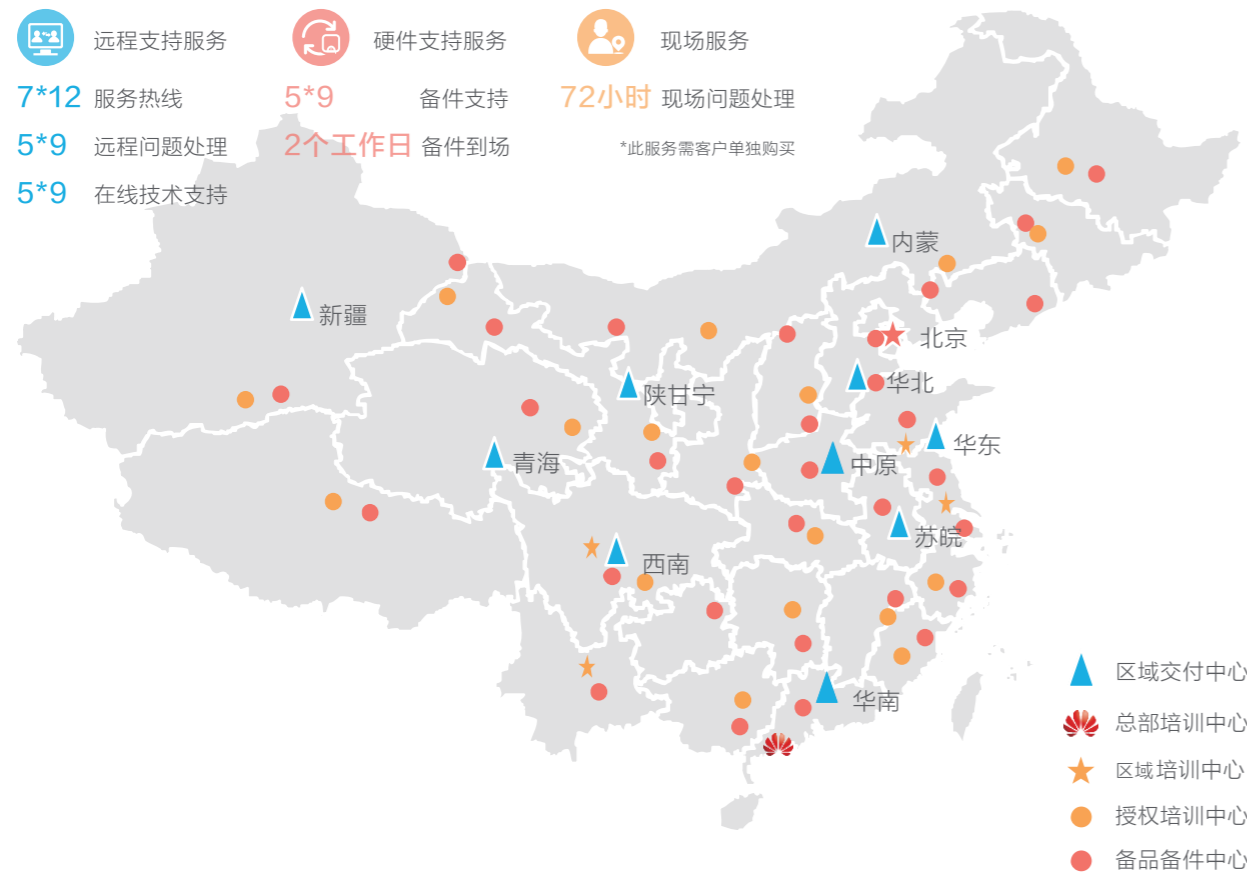 远程支持服务
硬件支持服务
现场服务
7*12 服务热线
5*9 备件支持
72小时 现场问题处理
5*9 远程问题处理
2个工作日 备件到场
*此服务需客户单独购买
5*9 在线技术支持
内蒙
新疆
北京
华北
陕甘宁
华东
青海
中原
苏皖
西南
华南
区域交付中心
总部培训中心
区域培训中心
授权培训中心
备品备件中心